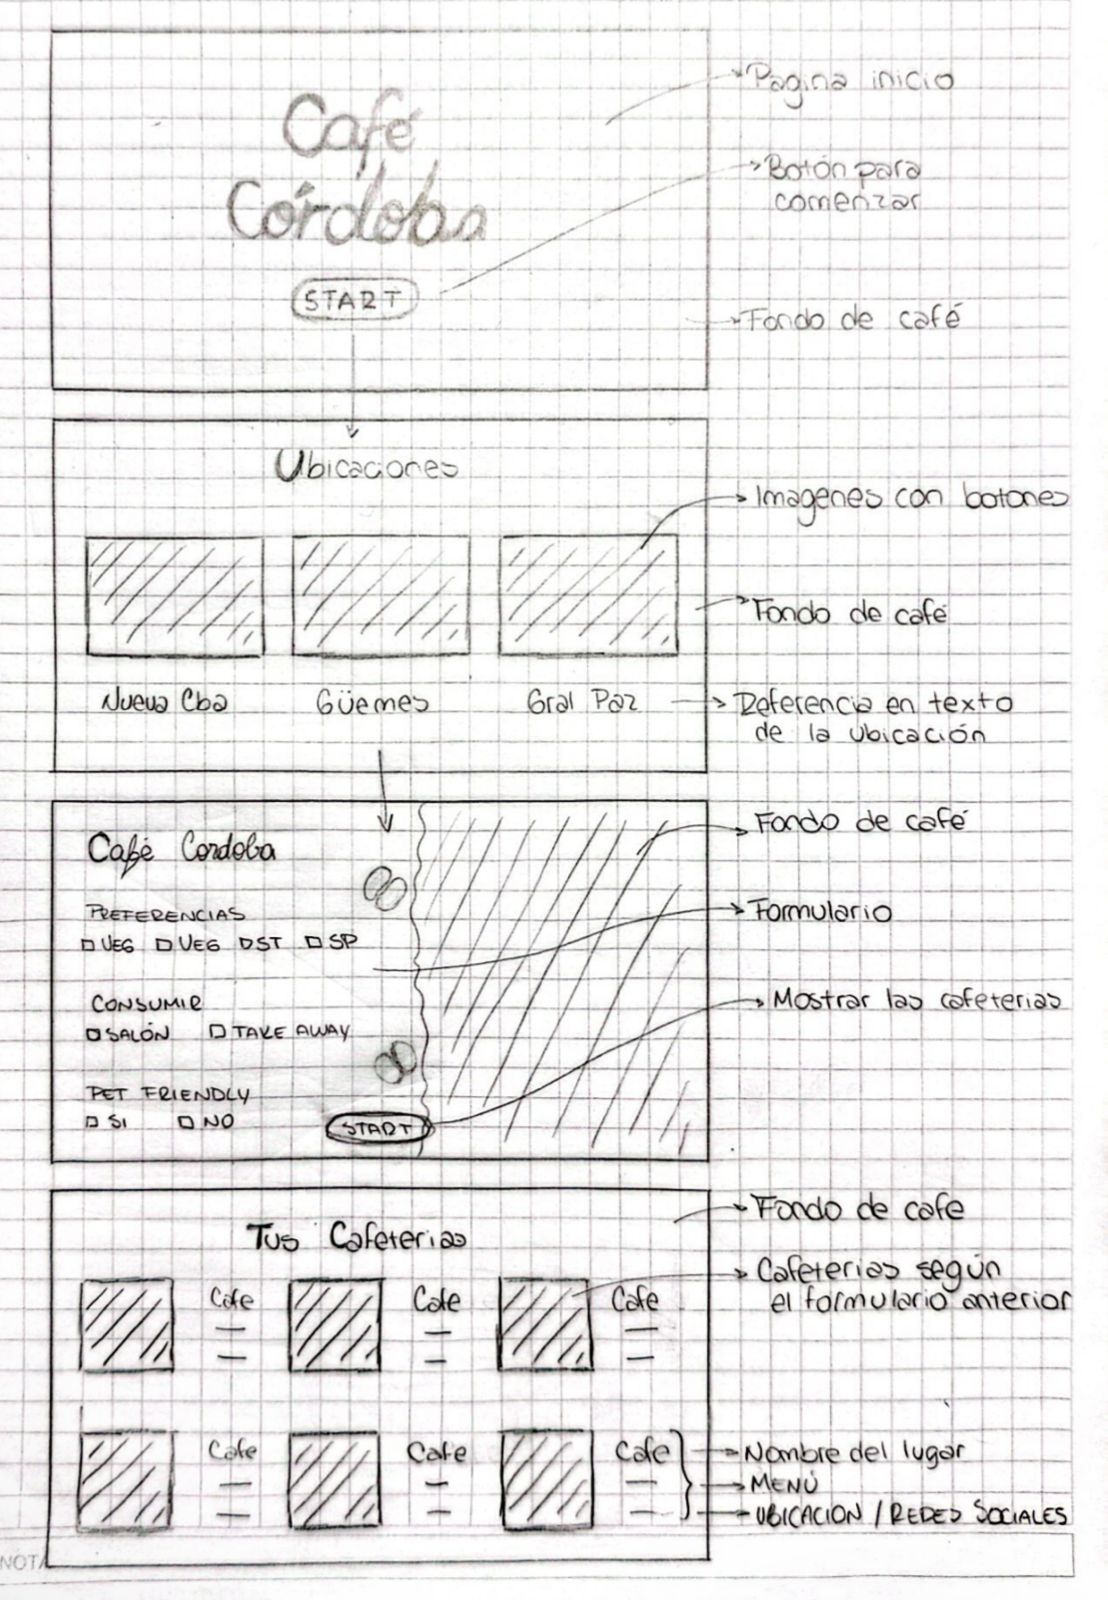 Café
Córdoba
START
Pagina inicio
Botón para
comenzar
Fondo de café
Ubicaciones
Imagenes con botones
Fondo de café
Nueva Cba
Güemes
Gral Paz
Referencia en texto
de la ubicación
Café Cordoba
PREFERENCIAS
VEG VEG ST SP
CONSUMIR
SALÓN TAKE AWAY
PET FRIENDLY
SI NO
START
Fondo de café
Formulario
Mostrar las cafeterias
Tus Cafeterias
Cafe
Cafe
Cafe
Cafe
Cafe
Cafe
Fondo de cafe
Cafeterias según
el formulario anterior
Nombre del lugar
MENÚ
UBICACION / REDES SOCIALES
NOTA